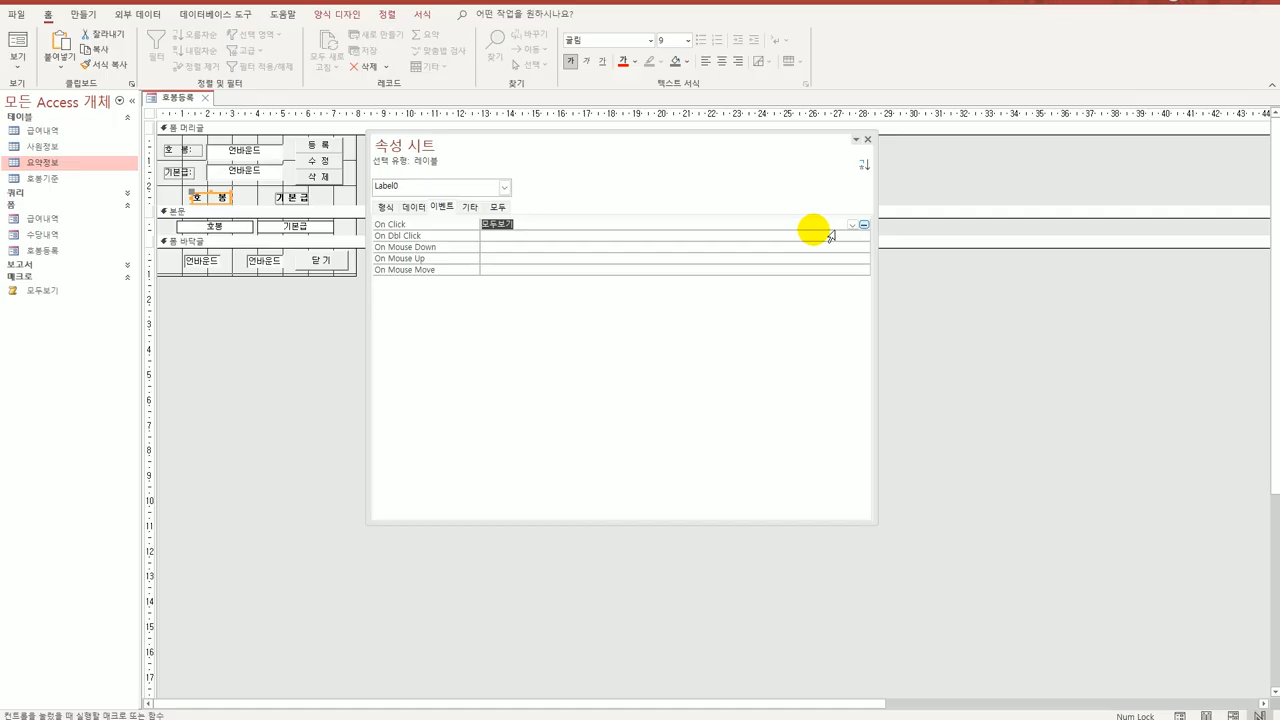 파일 홈 만들기 외부 데이터 데이터베이스 도구 도움말 양식 디자인 정렬 서식 어떤 작업을 원하시나요?
보기
붙여넣기
잘라내기
복사
서식 복사
필터
오름차순
내림차순
정렬 제거
선택 영역
고급
필터 적용/해제
모두 새로 고침
새로 만들기
저장
삭제
요약
맞춤법 검사
기타
찾기
바꾸기
이동
선택
굴림 9
가 가 가 가
보기 클립보드 정렬 및 필터 레코드 찾기 텍스트 서식
모든 Access 개체
테이블
급여내역
사원정보
요약정보
호봉기준
쿼리
폼
급여내역
수당내역
호봉등록
보고서
매크로
모두보기
호봉등록
폼 머리글
호 봉: 언바운드 등 록
수 정
기본급: 언바운드
삭 제
호 봉 기 본 급
본문
호봉 기본급
폼 바닥글
언바운드 언바운드 닫 기
속성 시트
선택 유형: 레이블
Label0
형식 데이터 이벤트 기타 모두
On Click 모두보기
On Dbl Click
On Mouse Down
On Mouse Up
On Mouse Move
컨트롤을 눌렀을 때 실행할 매크로 또는 함수
Num Lock